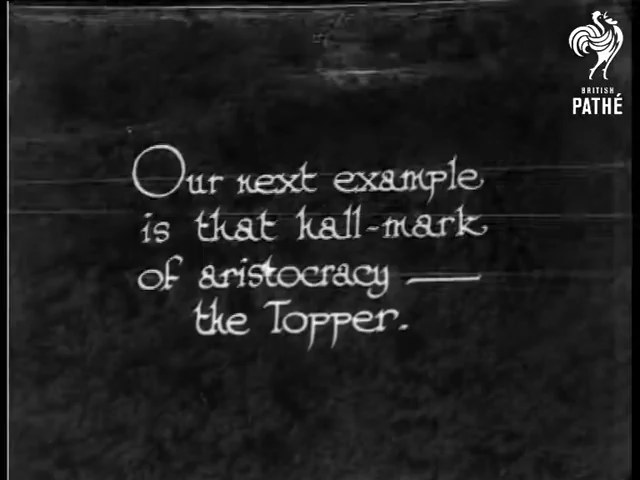 BRITISH
PATHÉ
Our next example
is that hall-mark
of aristocracy —
the Topper.